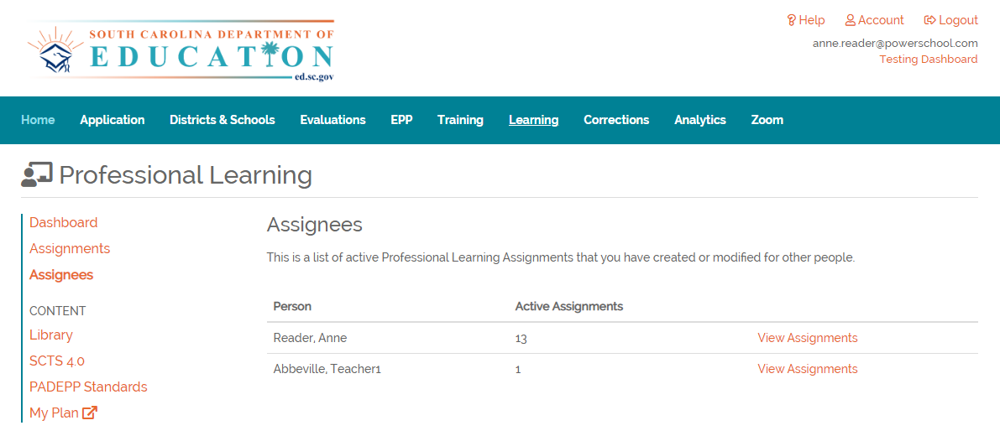 SOUTH CAROLINA DEPARTMENT OF
EDUCATION
ed.sc.gov
Help Account Logout
anne.reader@powerschool.com
Testing Dashboard
Home Application Districts & Schools Evaluations EPP Training Learning Corrections Analytics Zoom
Professional Learning
Dashboard
Assignments
Assignees
CONTENT
Library
SCTS 4.0
PADEPP Standards
My Plan
Assignees
This is a list of active Professional Learning Assignments that you have created or modified for other people.
Person Active Assignments
Reader, Anne 13 View Assignments
Abbeville, Teacher1 1 View Assignments